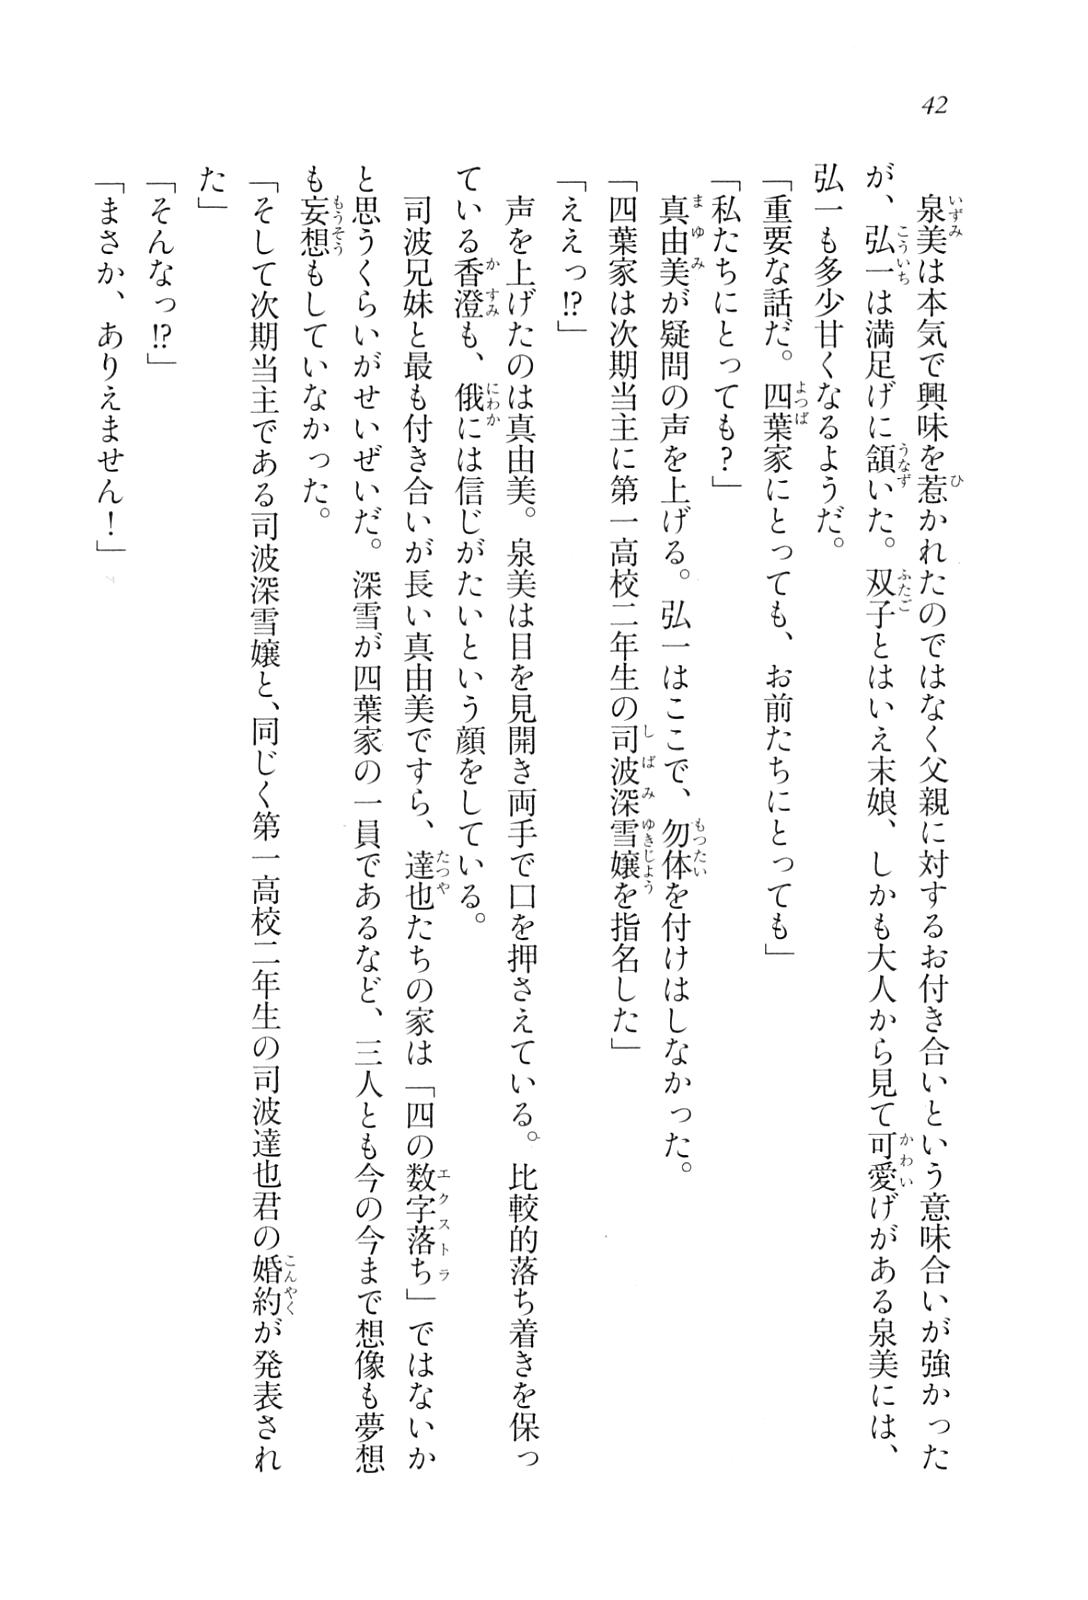 42
泉美は本気で興味を惹かれたのではなく父親に対するお付き合いという意味合いが強かった
が、弘一は満足げに頷いた。双子とはいえ末娘、しかも大人から見て可愛げがある泉美には、
弘一も多少甘くなるようだ。
「重要な話だ。四葉家にとっても、お前たちにとっても」
「私たちにとっても?」
真由美が疑問の声を上げる。弘一はここで、勿体を付けはしなかった。
「四葉家は次期当主に第一高校二年生の司波深雪嬢を指名した」
「ええっ!?」
声を上げたのは真由美。泉美は目を見開き両手で口を押さえている。比較的落ち着きを保っ
ている香澄も、俄には信じがたいという顔をしている。
司波兄妹と最も付き合いが長い真由美ですら、達也たちの家は「四の数字落ち」ではないか
と思うくらいがせいぜいだ。深雪が四葉家の一員であるなど、三人とも今の今まで想像も夢想
も妄想もしていなかった。
「そして次期当主である司波深雪嬢と、同じく第一高校二年生の司波達也君の婚約が発表され
た」
「そんなっ!?」
「まさか、ありえません!」